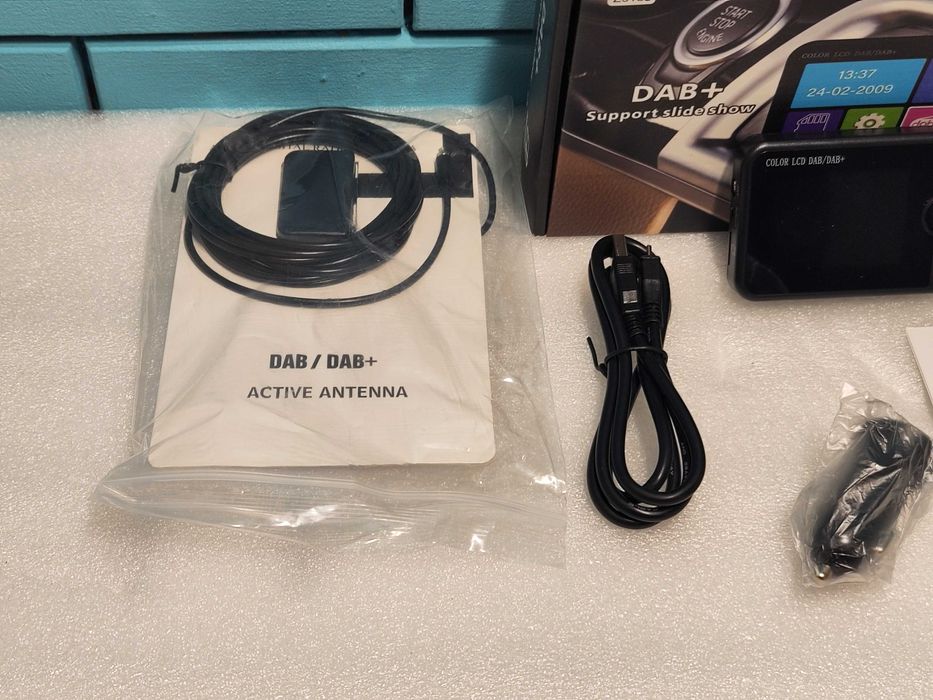 START
STOP
ENGINE
COLOR LCD DAB/DAB+
13:37
24-02-2009
DAB+
Support slide show
COLOR LCD DAB/DAB+
DAB / DAB+
ACTIVE ANTENNA